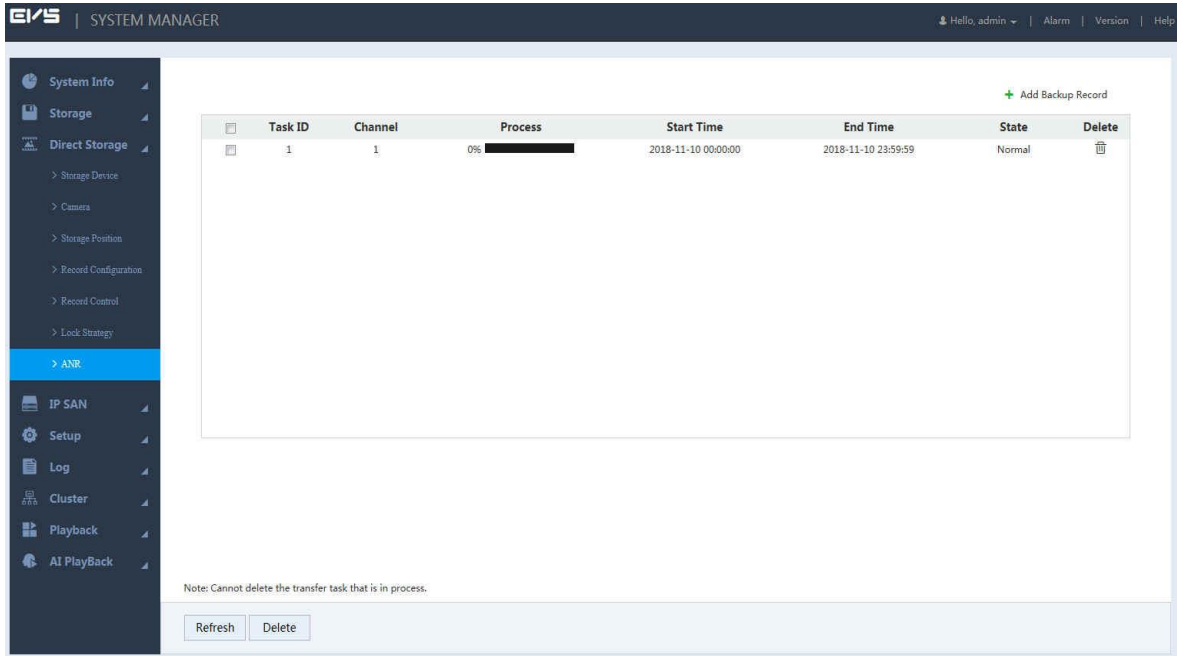 EVS | SYSTEM MANAGER
Hello, admin | Alarm | Version | Help
System Info
Storage
Direct Storage
> Storage Device
> Camera
> Storage Position
> Record Configuration
> Record Control
> Lock Strategy
> ANR
IP SAN
Setup
Log
Cluster
Playback
AI PlayBack
+ Add Backup Record
Task ID Channel Process Start Time End Time State Delete
1 1 0% 2018-11-10 00:00:00 2018-11-10 23:59:59 Normal
Note: Cannot delete the transfer task that is in process.
Refresh Delete